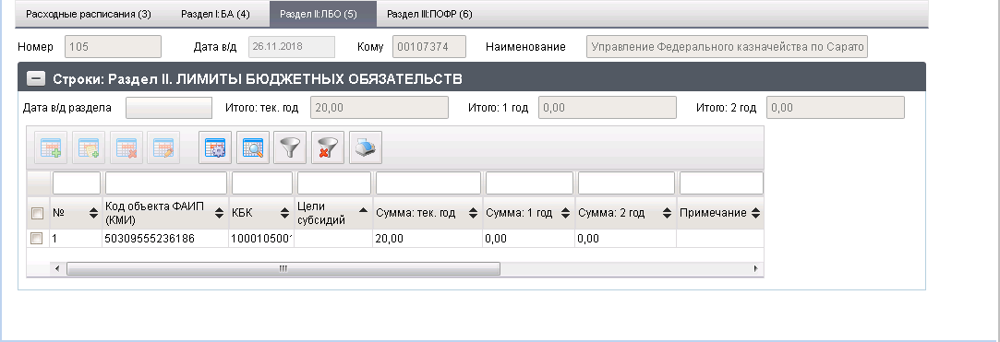 Расходные расписания (3) Раздел I:БА (4) Раздел II:ЛБО (5) Раздел III:ПОФР (6)
Номер 105 Дата в/д 26.11.2018 Кому 00107374 Наименование Управление Федерального казначейства по Сарато
Строки: Раздел II. ЛИМИТЫ БЮДЖЕТНЫХ ОБЯЗАТЕЛЬСТВ
Дата в/д раздела Итого: тек. год 20,00 Итого: 1 год 0,00 Итого: 2 год 0,00
№ Код объекта ФАИП (КМИ) КБК Цели субсидий Сумма: тек. год Сумма: 1 год Сумма: 2 год Примечание
1 50309555236186 1000105001 20,00 0,00 0,00